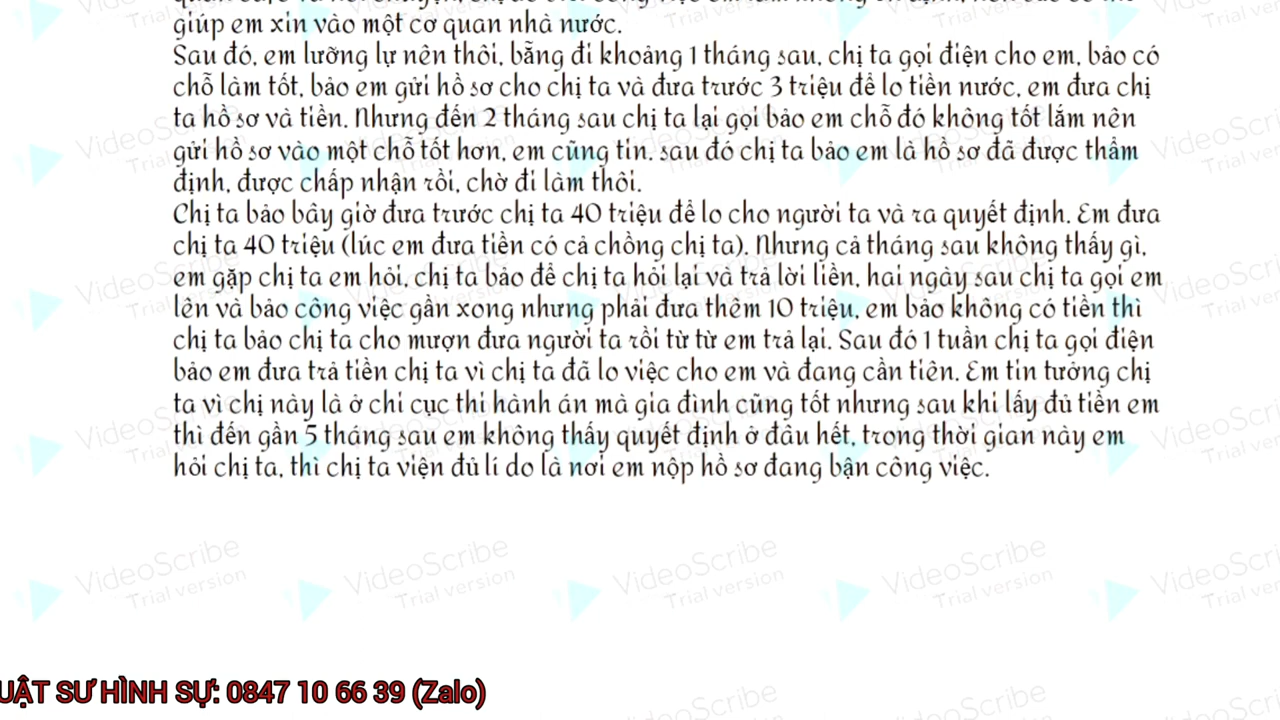 giúp em xin vào một cơ quan nhà nước.
Sau đó, em lưỡng lự nên thôi, bẵng đi khoảng 1 tháng sau, chị ta gọi điện cho em, bảo có
chỗ làm tốt, bảo em gửi hồ sơ cho chị ta và đưa trước 3 triệu để lo tiền nước, em đưa chị
ta hồ sơ và tiền. Nhưng đến 2 tháng sau chị ta lại gọi bảo em chỗ đó không tốt lắm nên
gửi hồ sơ vào một chỗ tốt hơn, em cũng tin. sau đó chị ta bảo em là hồ sơ đã được thẩm
định, được chấp nhận rồi, chờ đi làm thôi.
Chị ta bảo bây giờ đưa trước chị ta 40 triệu để lo cho người ta và ra quyết định. Em đưa
chị ta 40 triệu (lúc em đưa tiền có cả chồng chị ta). Nhưng cả tháng sau không thấy gì,
em gặp chị ta em hỏi, chị ta bảo để chị ta hỏi lại và trả lời liền, hai ngày sau chị ta gọi em
lên và bảo công việc gần xong nhưng phải đưa thêm 10 triệu, em bảo không có tiền thì
chị ta bảo chị ta cho mượn đưa người ta rồi từ từ em trả lại. Sau đó 1 tuần chị ta gọi điện
bảo em đưa trả tiền chị ta vì chị ta đã lo việc cho em và đang cần tiên. Em tin tưởng chị
ta vì chị này là ở chi cục thi hành án mà gia đình cũng tốt nhưng sau khi lấy đủ tiền em
thì đến gần 5 tháng sau em không thấy quyết định ở đâu hết, trong thời gian này em
hỏi chị ta, thì chị ta viện đủ lí do là nơi em nộp hồ sơ đang bận công việc.
VideoScribe
Trial version
UẬT SƯ HÌNH SỰ: 0847 10 66 39 (Zalo)